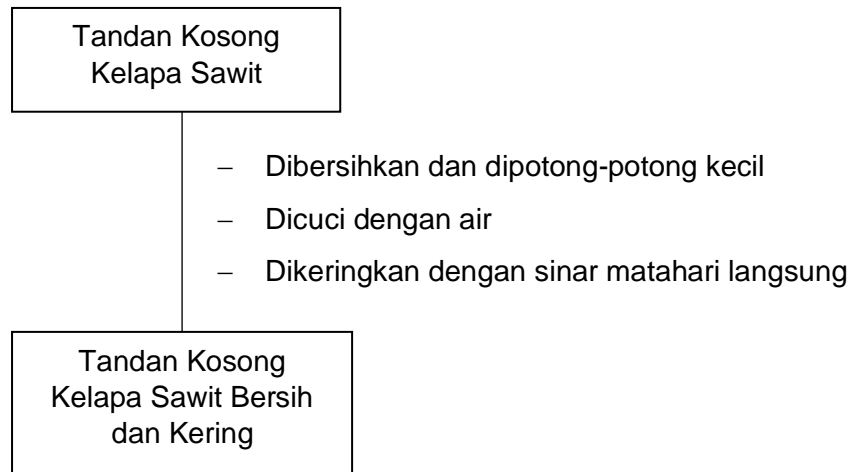 Tandan Kosong
Kelapa Sawit
– Dibersihkan dan dipotong-potong kecil
– Dicuci dengan air
– Dikeringkan dengan sinar matahari langsung
Tandan Kosong
Kelapa Sawit Bersih
dan Kering